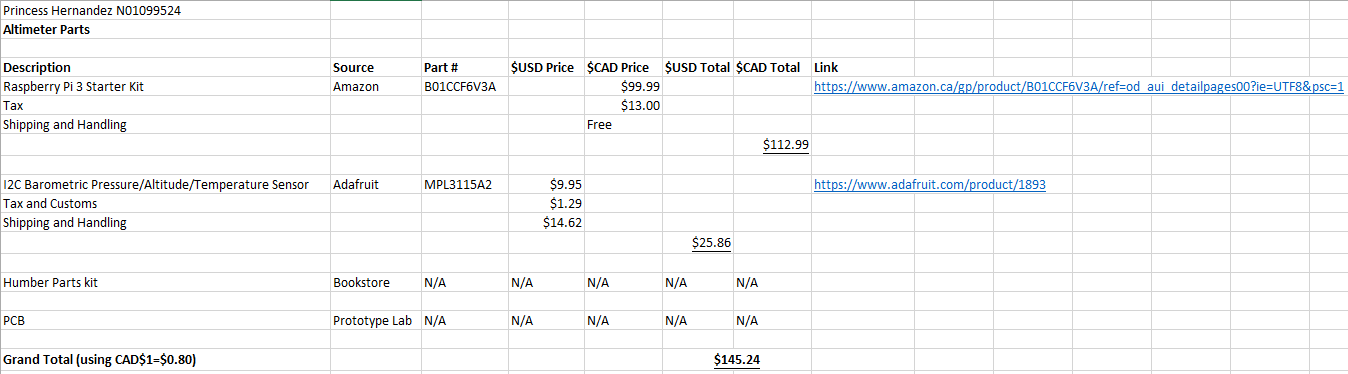 Princess Hernandez N01099524
Altimeter Parts
Description Source Part # $USD Price $CAD Price $USD Total $CAD Total Link
Raspberry Pi 3 Starter Kit Amazon B01CCF6V3A $99.99 https://www.amazon.ca/gp/product/B01CCF6V3A/ref=od_aui_detailpages00?ie=UTF8&psc=1
Tax $13.00
Shipping and Handling Free
$112.99
I2C Barometric Pressure/Altitude/Temperature Sensor Adafruit MPL3115A2 $9.95 https://www.adafruit.com/product/1893
Tax and Customs $1.29
Shipping and Handling $14.62
$25.86
Humber Parts kit Bookstore N/A N/A N/A N/A N/A
PCB Prototype Lab N/A N/A N/A N/A N/A
Grand Total (using CAD$1=$0.80) $145.24